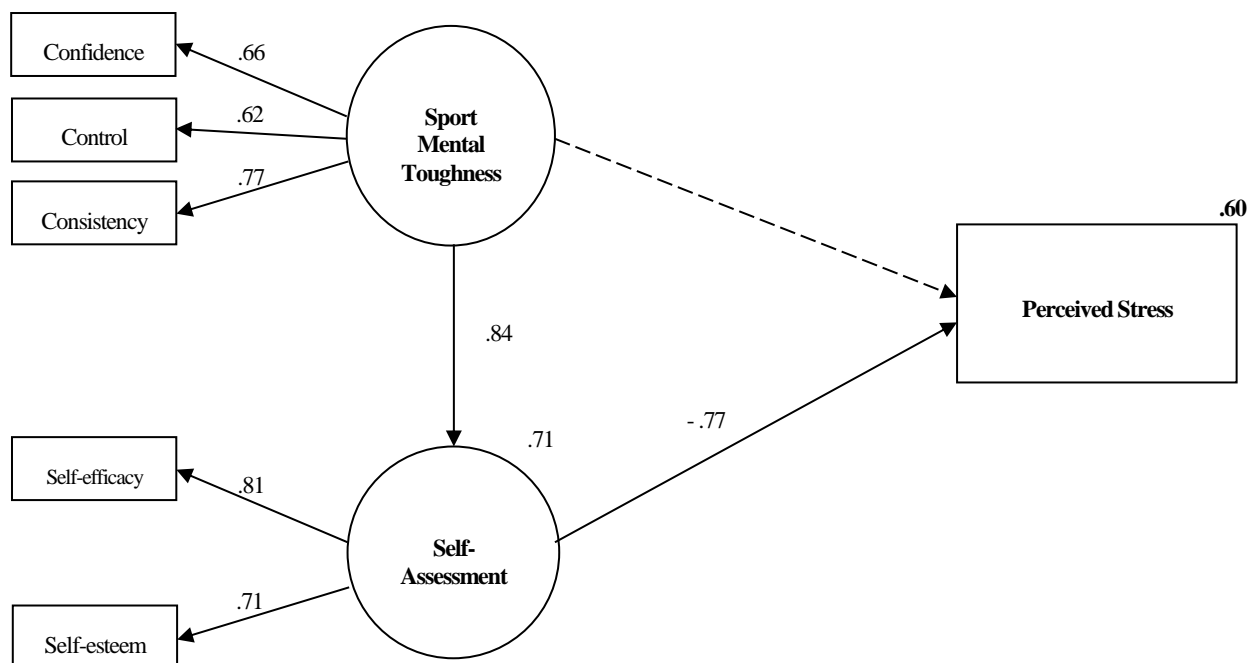 Confidence
.66
Control
.62
Consistency
.77
Sport
Mental
Toughness
.60
Perceived Stress
.84
- .77
.71
Self-efficacy
.81
Self-
Assessment
Self-esteem
.71